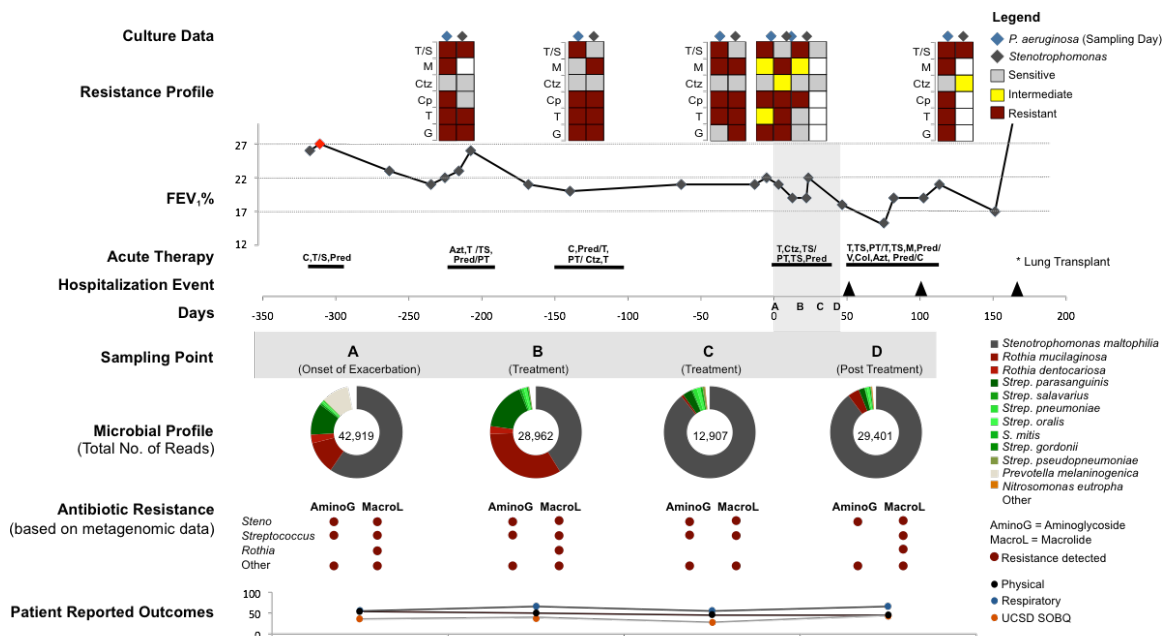 Culture Data
Legend
P. aeruginosa (Sampling Day)
Stenotrophomonas
Sensitive
Intermediate
Resistant
Resistance Profile
T/S
M
Ctz
Cp
T
G
T/S
M
Ctz
Cp
T
G
T/S
M
Ctz
Cp
T
G
T/S
M
Ctz
Cp
T
G
FEV₁%
27
22
17
12
Acute Therapy
C,T/S,Pred
Azt,T /TS,
Pred/PT
C,Pred/T,
PT/ Ctz,T
T,Ctz,TS/
PT,TS,Pred
T,TS,PT/T,TS,M,Pred/
V,Col,Azt, Pred/C
* Lung Transplant
Hospitalization Event
Days
-350 -300 -250 -200 -150 -100 -50 0 50 100 150 200
A B C D
Sampling Point
A
(Onset of Exacerbation)
B
(Treatment)
C
(Treatment)
D
(Post Treatment)
Microbial Profile
(Total No. of Reads)
42,919
28,962
12,907
29,401
Stenotrophomonas maltophilia
Rothia mucilaginosa
Rothia dentocariosa
Strep. parasanguinis
Strep. salavarius
Strep. pneumoniae
Strep. oralis
S. mitis
Strep. gordonii
Strep. pseudopneumoniae
Prevotella melaninogenica
Nitrosomonas eutropha
Other
Antibiotic Resistance
(based on metagenomic data)
AminoG MacroL
AminoG MacroL
AminoG MacroL
AminoG MacroL
Steno
Streptococcus
Rothia
Other
AminoG = Aminoglycoside
MacroL = Macrolide
Resistance detected
Patient Reported Outcomes
100
50
0
Physical
Respiratory
UCSD SOBQ